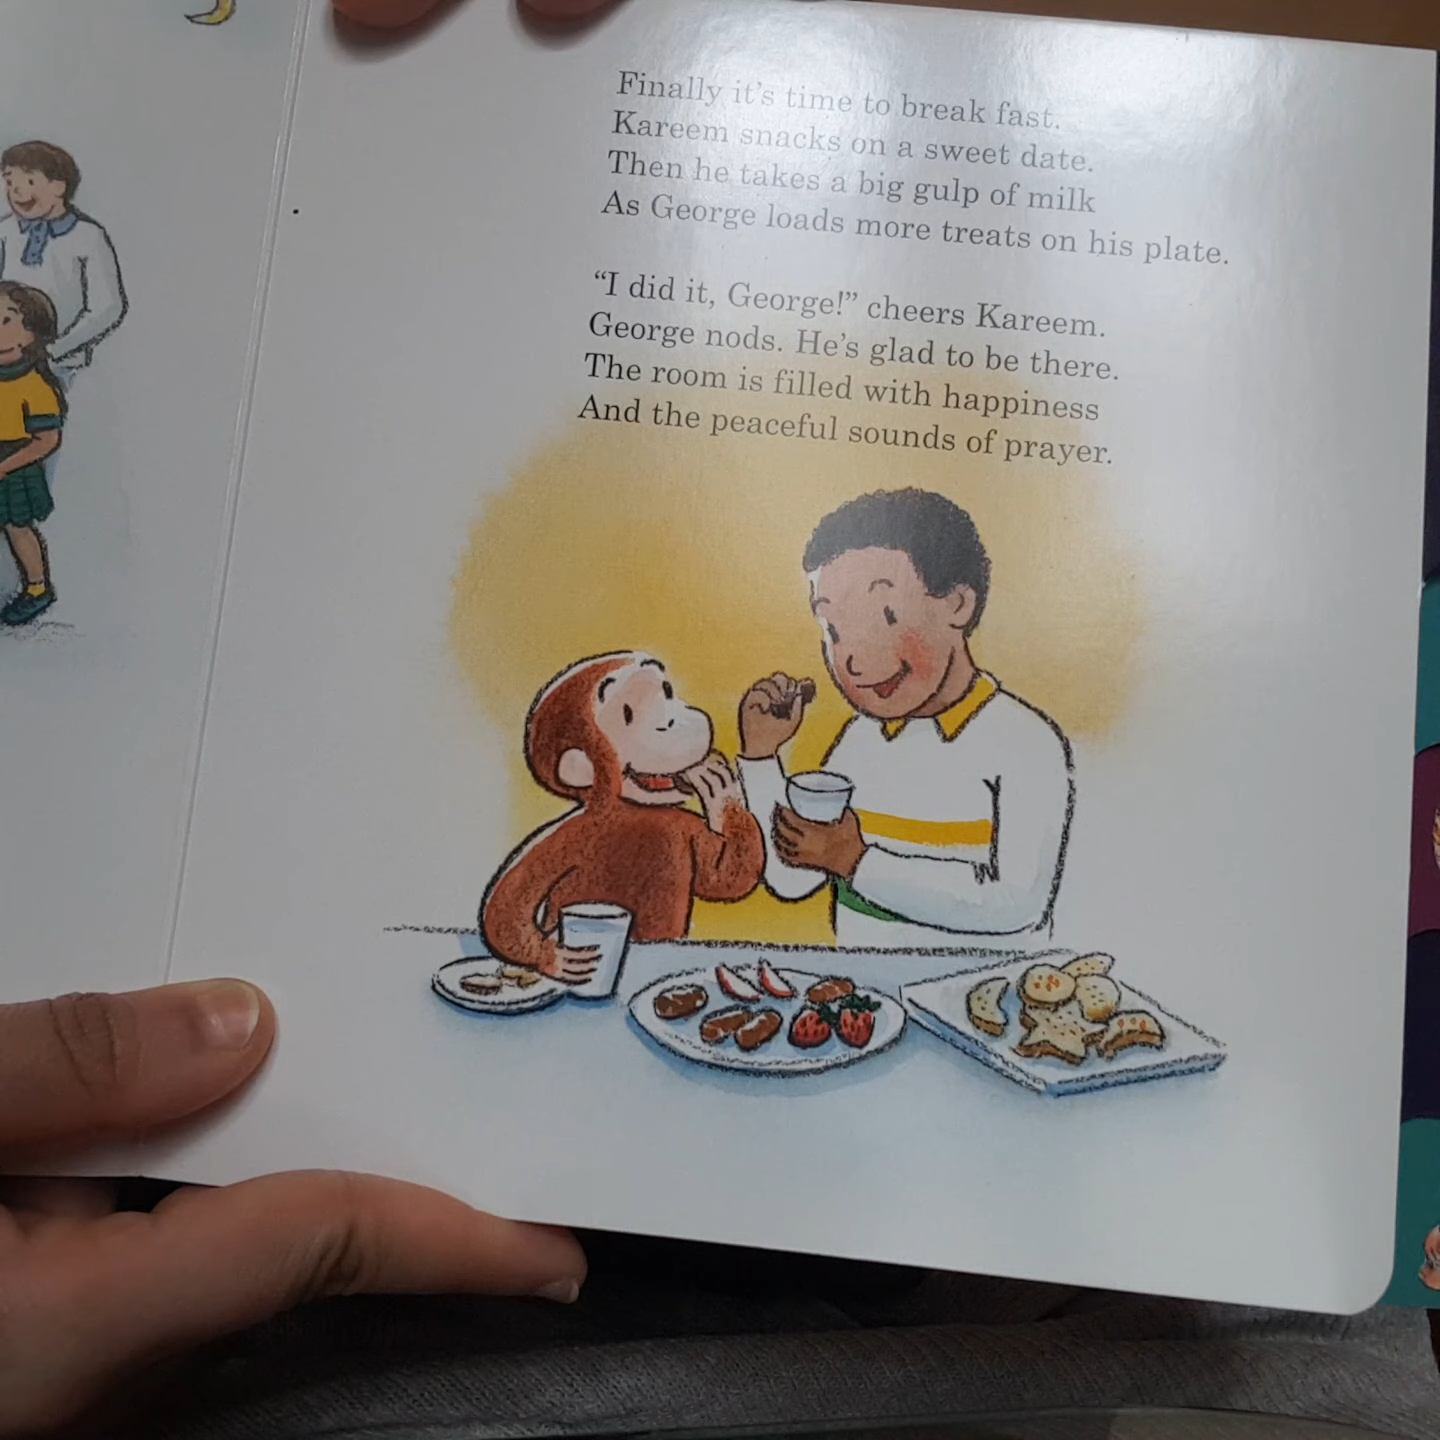 Finally it's time to break fast.
Kareem snacks on a sweet date.
Then he takes a big gulp of milk
As George loads more treats on his plate.
“I did it, George!” cheers Kareem.
George nods. He's glad to be there.
The room is filled with happiness
And the peaceful sounds of prayer.